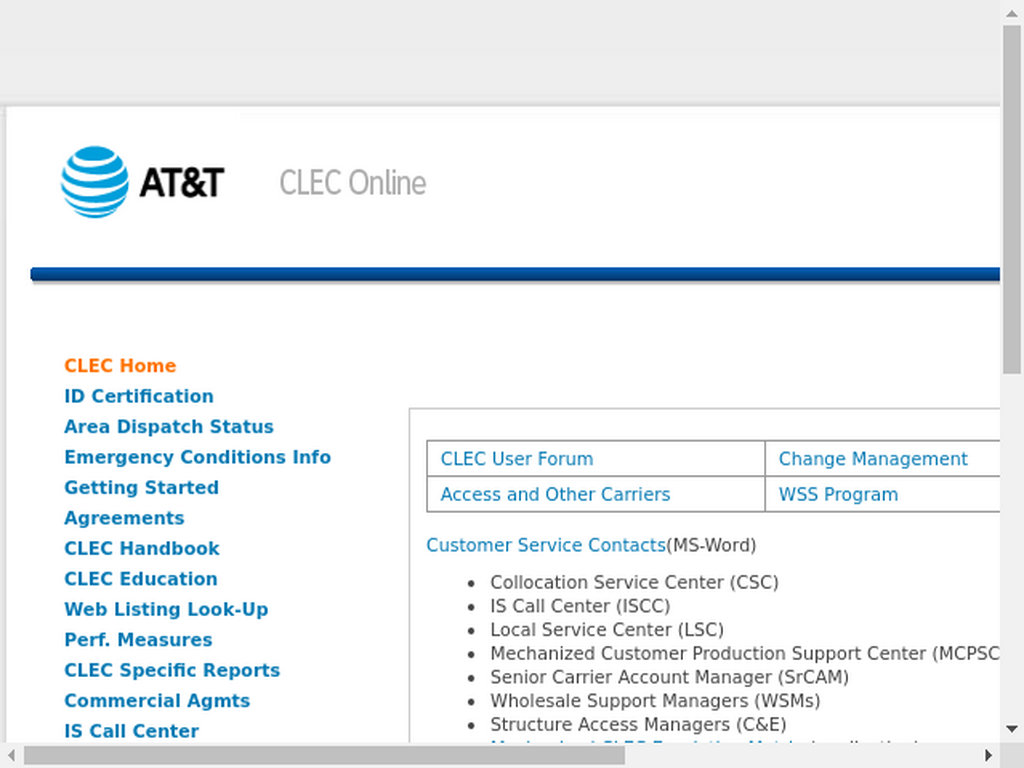 AT&T CLEC Online
CLEC Home
ID Certification
Area Dispatch Status
Emergency Conditions Info
Getting Started
Agreements
CLEC Handbook
CLEC Education
Web Listing Look-Up
Perf. Measures
CLEC Specific Reports
Commercial Agmts
IS Call Center
CLEC User Forum Change Management
Access and Other Carriers WSS Program
Customer Service Contacts(MS-Word)
• Collocation Service Center (CSC)
• IS Call Center (ISCC)
• Local Service Center (LSC)
• Mechanized Customer Production Support Center (MCPSC
• Senior Carrier Account Manager (SrCAM)
• Wholesale Support Managers (WSMs)
• Structure Access Managers (C&E)